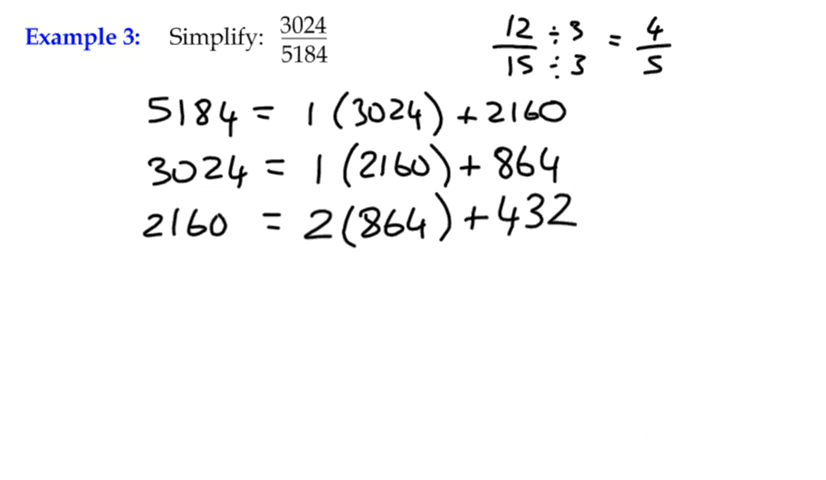 Example 3: Simplify: 3024/5184
12 ÷ 3 / 15 ÷ 3 = 4/5
5184 = 1 (3024) + 2160
3024 = 1 (2160) + 864
2160 = 2 (864) + 432